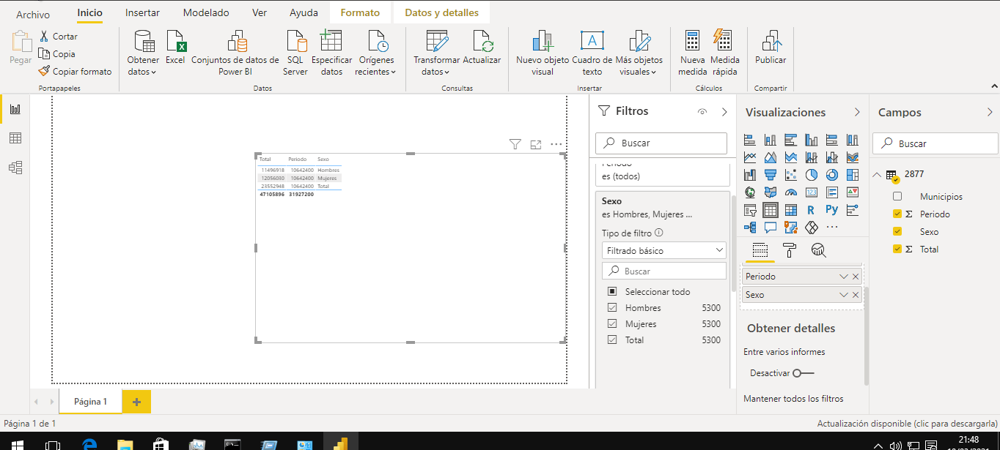 Archivo Inicio Insertar Modelado Ver Ayuda Formato Datos y detalles
Pegar
Cortar
Copia
Copiar formato
Portapapeles
Obtener datos
Excel
Conjuntos de datos de Power BI
SQL Server
Especificar datos
Orígenes recientes
Datos
Transformar datos
Actualizar
Consultas
Nuevo objeto visual
A
Cuadro de texto
Más objetos visuales
Insertar
Nueva medida
Medida rápida
Cálculos
Publicar
Compartir
Total Periodo Sexo
11496918 10642400 Hombres
12056030 10642400 Mujeres
23552948 10642400 Total
47105896 31927200
Filtros
Buscar
Periodo
es (todos)
Sexo
es Hombres, Mujeres ...
Tipo de filtro
Filtrado básico
Buscar
Seleccionar todo
Hombres 5300
Mujeres 5300
Total 5300
Visualizaciones
123
R Py
Periodo
Sexo
Obtener detalles
Entre varios informes
Desactivar
Mantener todos los filtros
Campos
Buscar
2877
Municipios
Σ Periodo
Sexo
Σ Total
Página 1
Página 1 de 1
Actualización disponible (clic para descargarla)
21:48